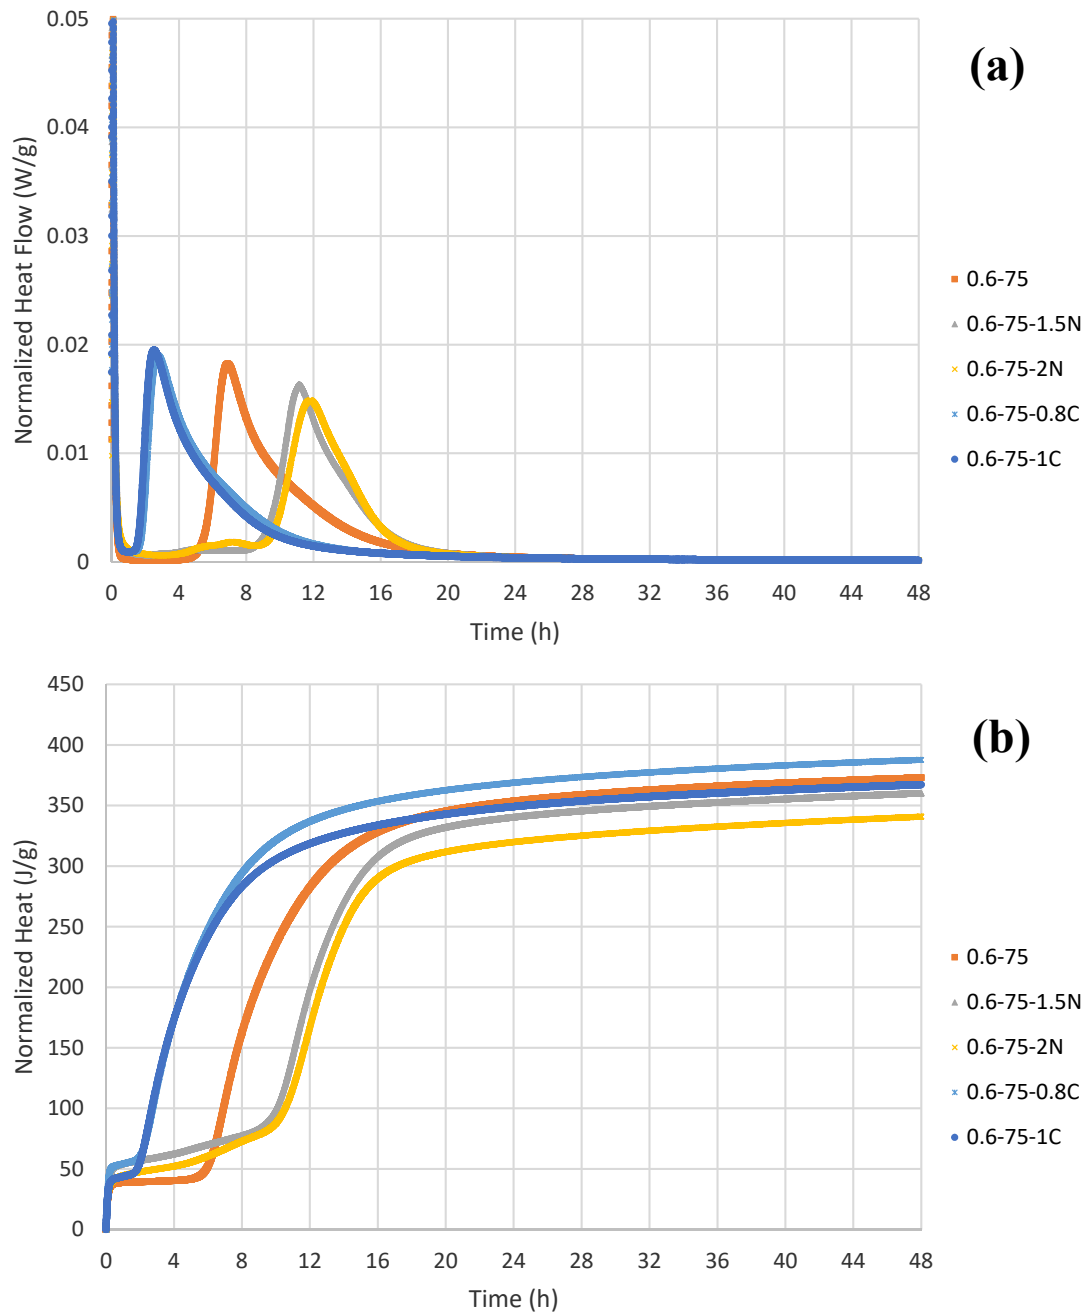 (a)
Normalized Heat Flow (W/g)
0.05
0.04
0.03
0.02
0.01
0
0 4 8 12 16 20 24 28 32 36 40 44 48
Time (h)
0.6-75
0.6-75-1.5N
0.6-75-2N
0.6-75-0.8C
0.6-75-1C
(b)
Normalized Heat (J/g)
450
400
350
300
250
200
150
100
50
0
0 4 8 12 16 20 24 28 32 36 40 44 48
Time (h)
0.6-75
0.6-75-1.5N
0.6-75-2N
0.6-75-0.8C
0.6-75-1C